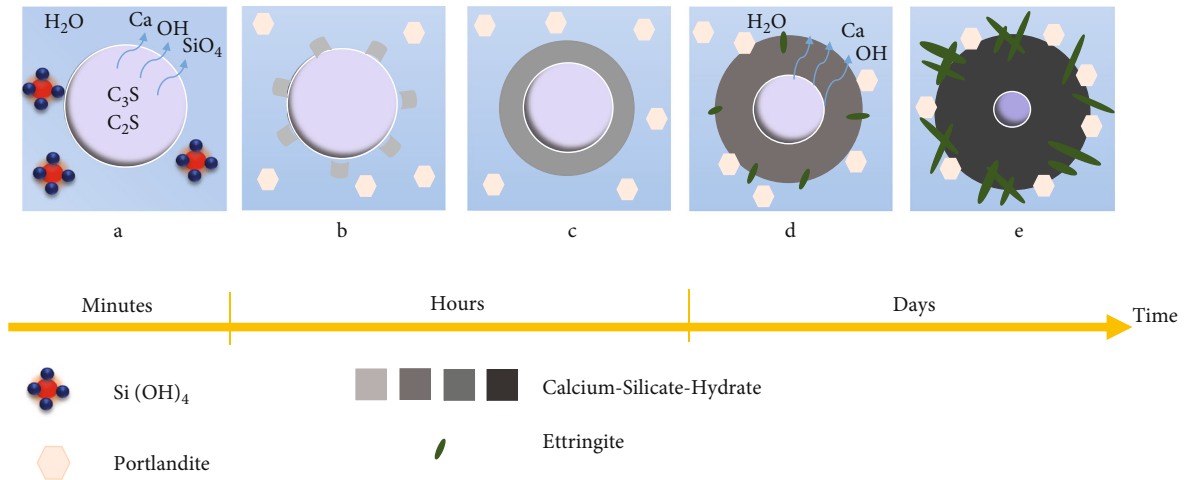 H₂O
Ca
OH
SiO₄
C₃S
C₂S
H₂O
Ca
OH
a
b
c
d
e
Minutes
Hours
Days
Time
Si (OH)₄
Calcium-Silicate-Hydrate
Portlandite
Ettringite